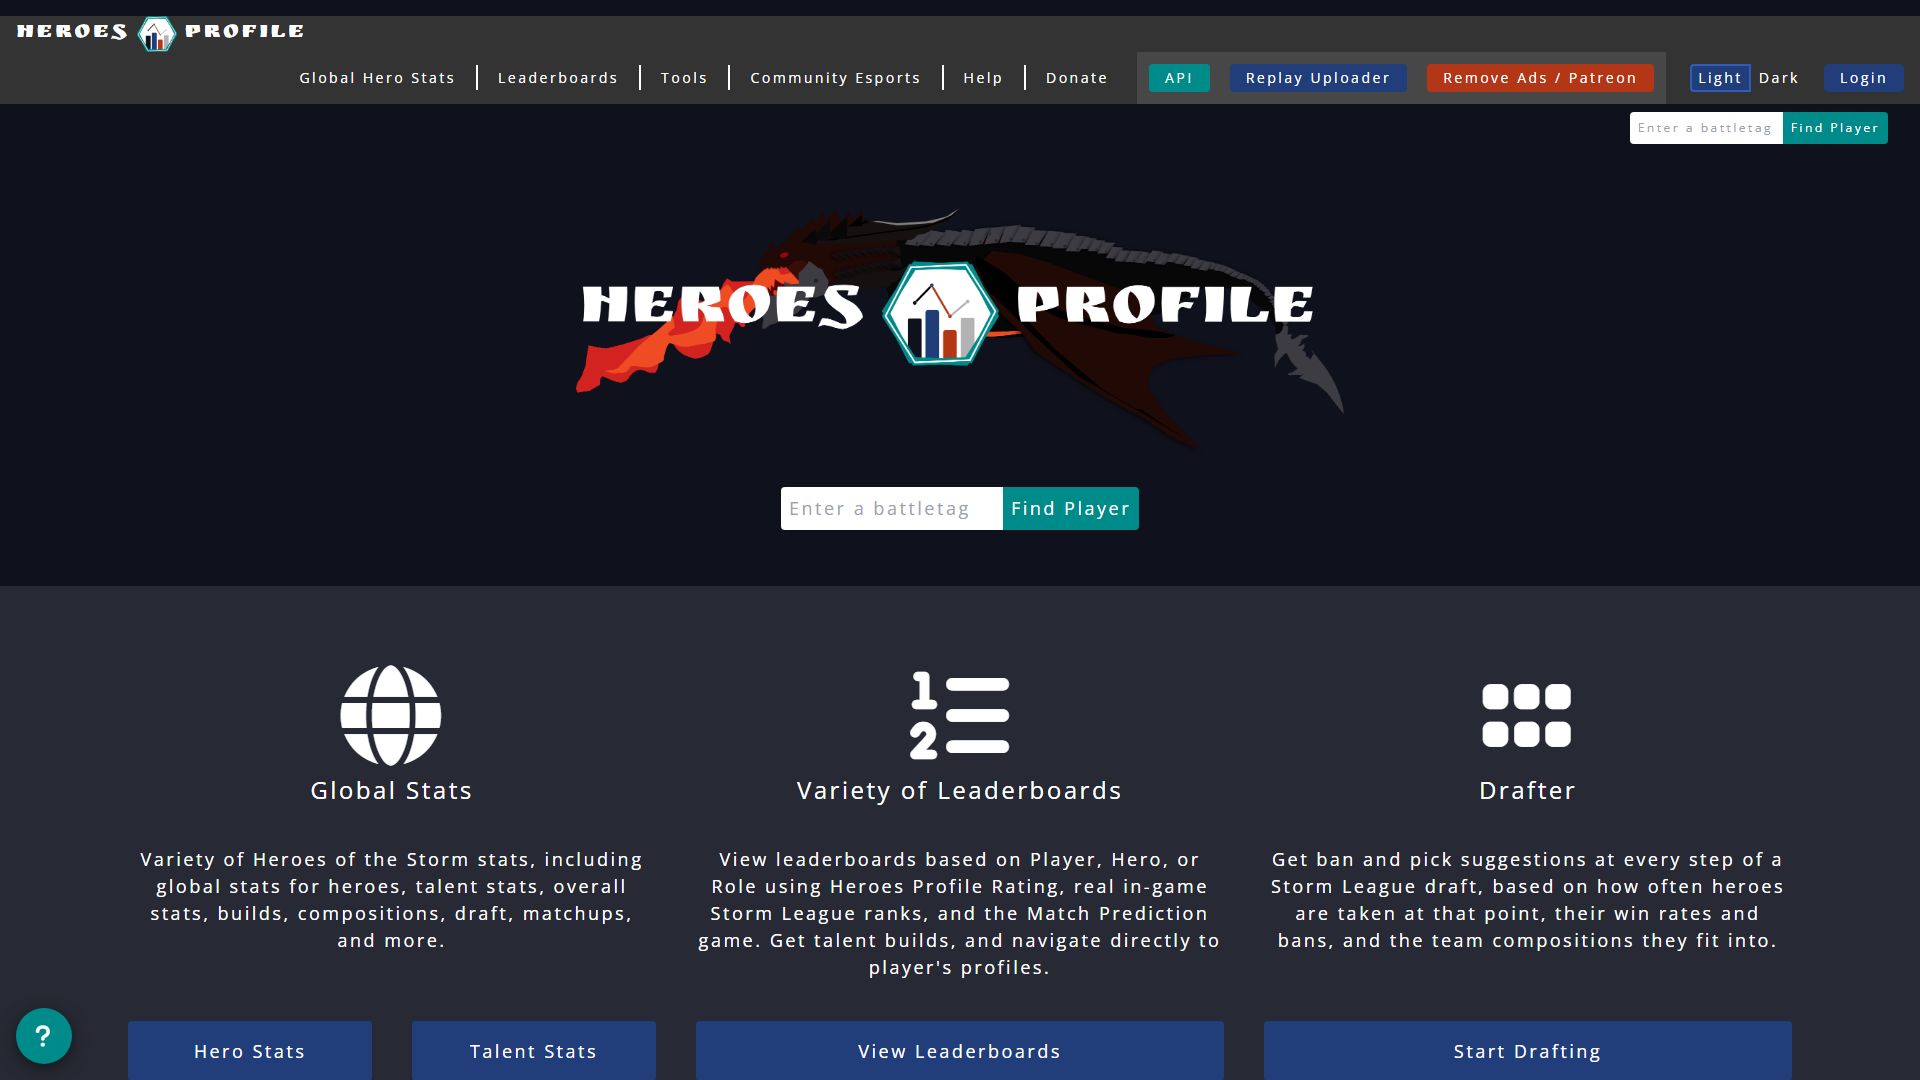 HEROES PROFILE
Global Hero Stats
Leaderboards
Tools
Community Esports
Help
Donate
API
Replay Uploader
Remove Ads / Patreon
Light
Dark
Login
Enter a battletag
Find Player
HEROES PROFILE
Enter a battletag
Find Player
Global Stats
Variety of Heroes of the Storm stats, including
global stats for heroes, talent stats, overall
stats, builds, compositions, draft, matchups,
and more.
Hero Stats
Talent Stats
1
2
Variety of Leaderboards
View leaderboards based on Player, Hero, or
Role using Heroes Profile Rating, real in-game
Storm League ranks, and the Match Prediction
game. Get talent builds, and navigate directly to
player's profiles.
View Leaderboards
Drafter
Get ban and pick suggestions at every step of a
Storm League draft, based on how often heroes
are taken at that point, their win rates and
bans, and the team compositions they fit into.
Start Drafting
?